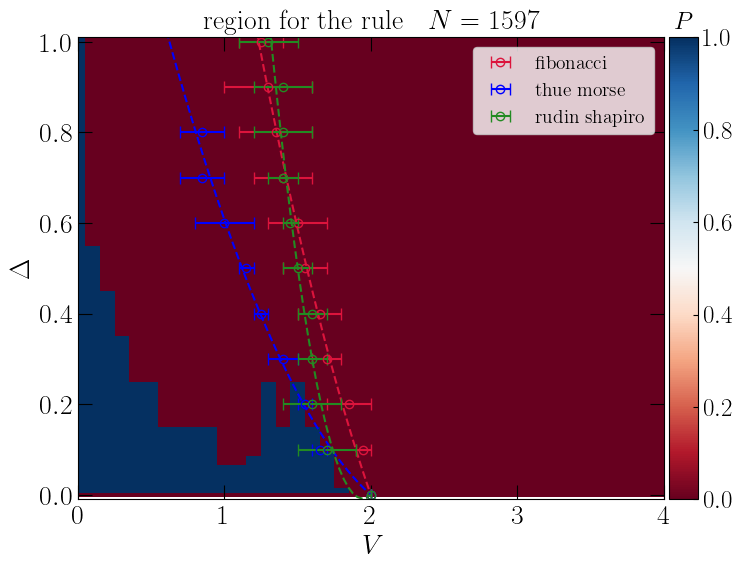 region for the rule N = 1597
P
fibonacci
thue morse
rudin shapiro
1.0
0.8
0.6
0.4
0.2
0.0
Δ
0
1
2
3
4
V
1.0
0.8
0.6
0.4
0.2
0.0